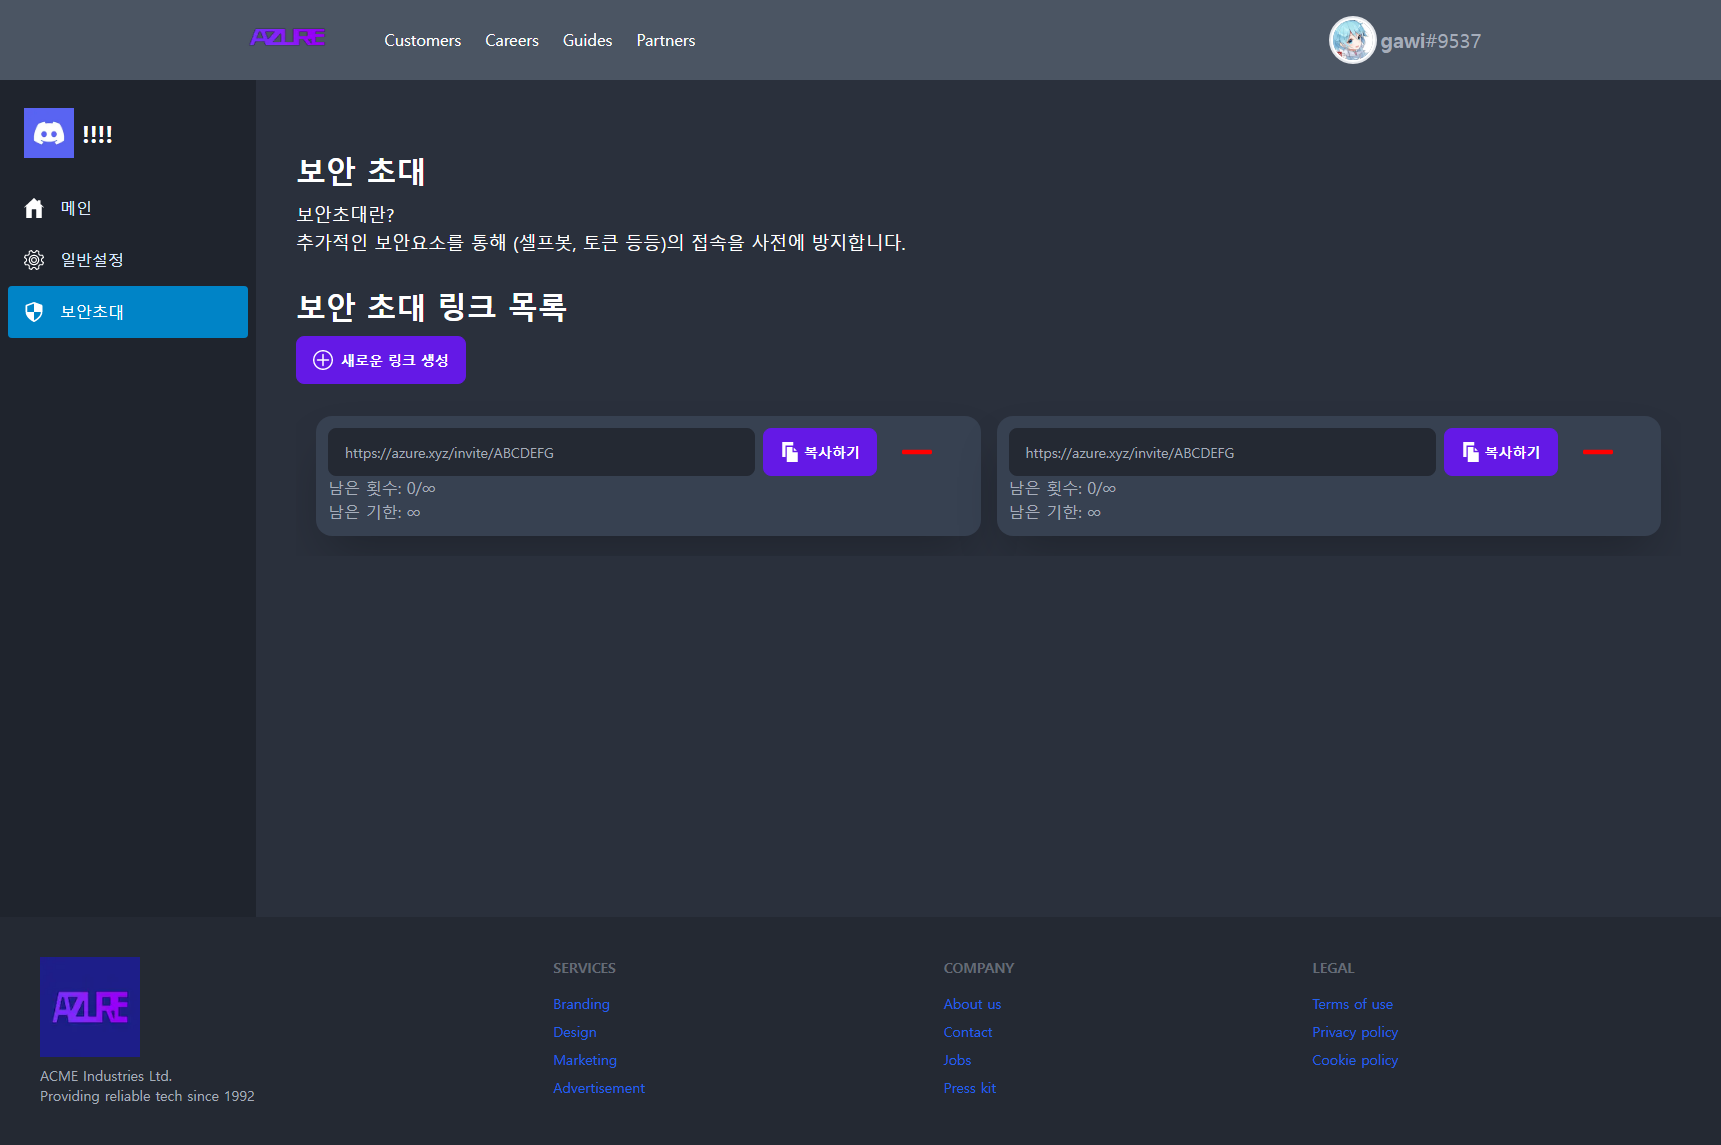 AZURE
Customers
Careers
Guides
Partners
gawi#9537
!!!!
메인
일반설정
보안초대
보안 초대
보안초대란?
추가적인 보안요소를 통해 (셀프봇, 토큰 등등)의 접속을 사전에 방지합니다.
보안 초대 링크 목록
새로운 링크 생성
https://azure.xyz/invite/ABCDEFG
복사하기
남은 횟수: 0/∞
남은 기한: ∞
https://azure.xyz/invite/ABCDEFG
복사하기
남은 횟수: 0/∞
남은 기한: ∞
AZURE
ACME Industries Ltd.
Providing reliable tech since 1992
SERVICES
Branding
Design
Marketing
Advertisement
COMPANY
About us
Contact
Jobs
Press kit
LEGAL
Terms of use
Privacy policy
Cookie policy